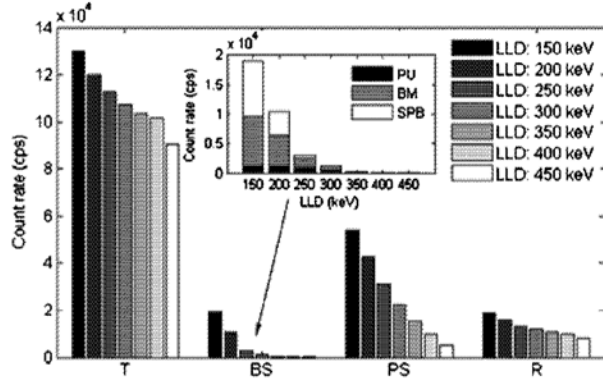 x 10⁴
14
12
10
8
6
4
2
0
Count rate (cps)
T BS PS R
x 10⁴
2
1.5
1
0.5
0
Count rate (cps)
150 200 250 300 350 400 450
LLD (keV)
PU
BM
SPB
LLD: 150 keV
LLD: 200 keV
LLD: 250 keV
LLD: 300 keV
LLD: 350 keV
LLD: 400 keV
LLD: 450 keV